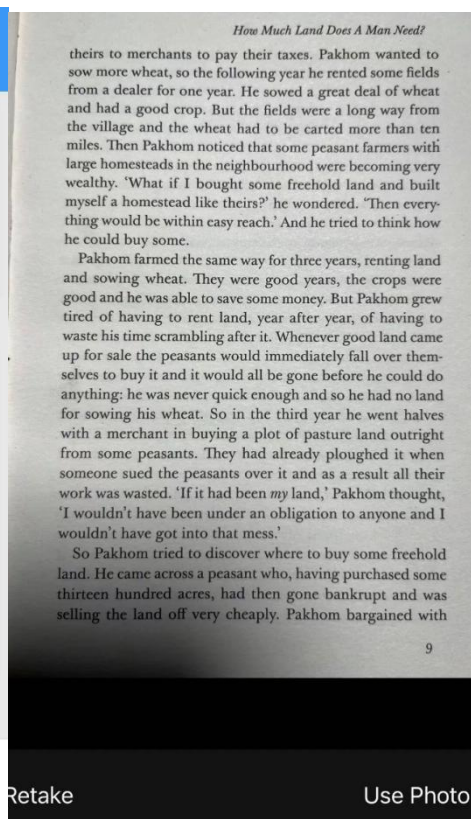 How Much Land Does A Man Need?
theirs to merchants to pay their taxes. Pakhom wanted to
sow more wheat, so the following year he rented some fields
from a dealer for one year. He sowed a great deal of wheat
and had a good crop. But the fields were a long way from
the village and the wheat had to be carted more than ten
miles. Then Pakhom noticed that some peasant farmers with
large homesteads in the neighbourhood were becoming very
wealthy. ‘What if I bought some freehold land and built
myself a homestead like theirs?’ he wondered. ‘Then every-
thing would be within easy reach.’ And he tried to think how
he could buy some.
Pakhom farmed the same way for three years, renting land
and sowing wheat. They were good years, the crops were
good and he was able to save some money. But Pakhom grew
tired of having to rent land, year after year, of having to
waste his time scrambling after it. Whenever good land came
up for sale the peasants would immediately fall over them-
selves to buy it and it would all be gone before he could do
anything: he was never quick enough and so he had no land
for sowing his wheat. So in the third year he went halves
with a merchant in buying a plot of pasture land outright
from some peasants. They had already ploughed it when
someone sued the peasants over it and as a result all their
work was wasted. ‘If it had been my land,’ Pakhom thought,
‘I wouldn’t have been under an obligation to anyone and I
wouldn’t have got into that mess.’
So Pakhom tried to discover where to buy some freehold
land. He came across a peasant who, having purchased some
thirteen hundred acres, had then gone bankrupt and was
selling the land off very cheaply. Pakhom bargained with
9
Retake
Use Photo